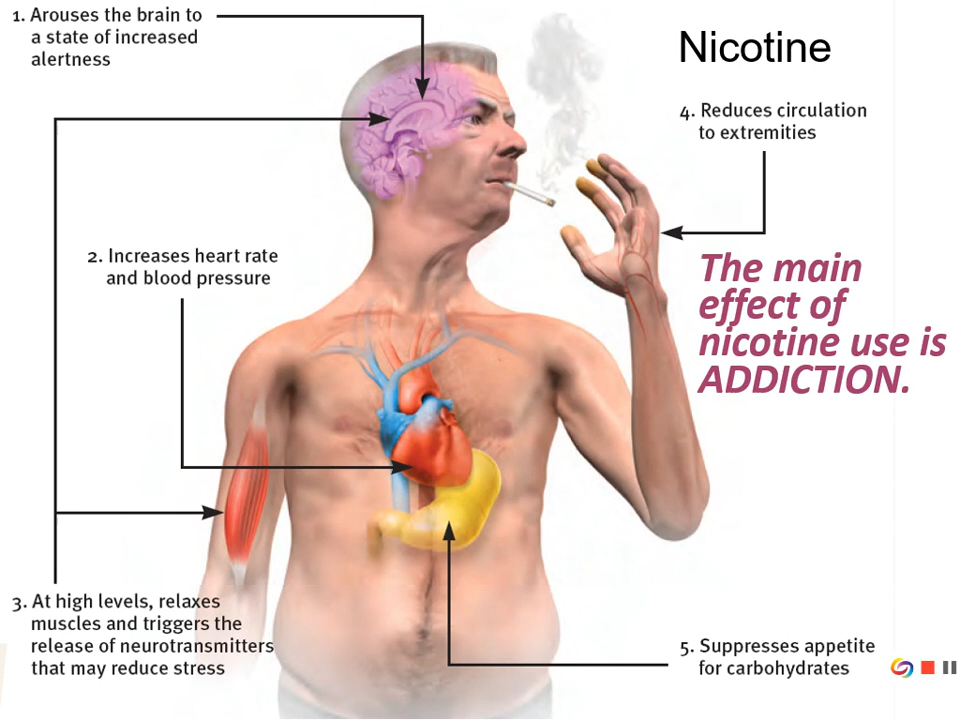 Nicotine
1. Arouses the brain to
a state of increased
alertness
2. Increases heart rate
and blood pressure
3. At high levels, relaxes
muscles and triggers the
release of neurotransmitters
that may reduce stress
4. Reduces circulation
to extremities
The main
effect of
nicotine use is
ADDICTION.
5. Suppresses appetite
for carbohydrates